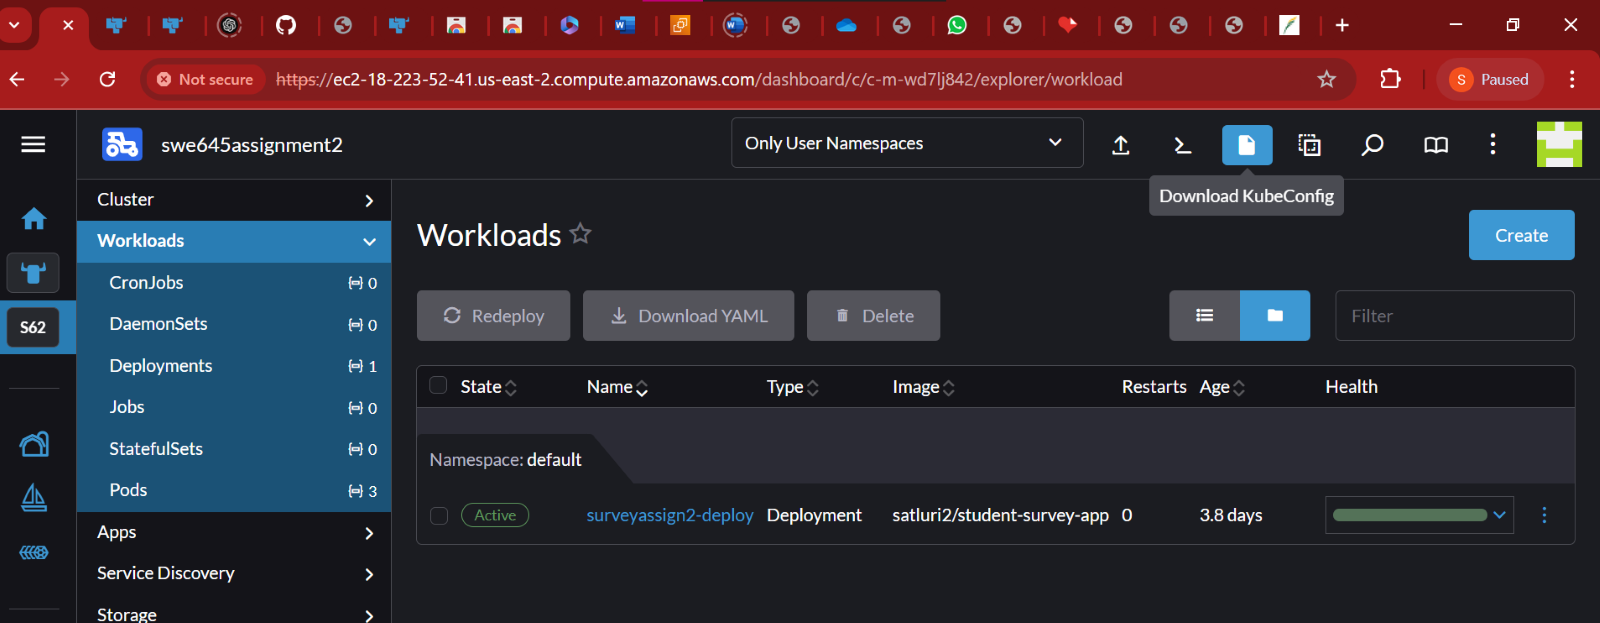 Not secure
https://ec2-18-223-52-41.us-east-2.compute.amazonaws.com/dashboard/c/c-m-wd7lj842/explorer/workload
S
Paused
swe645assignment2
Only User Namespaces
Download KubeConfig
S62
Cluster
Workloads
CronJobs 0
DaemonSets 0
Deployments 1
Jobs 0
StatefulSets 0
Pods 3
Apps
Service Discovery
Storage
Workloads
Create
Redeploy
Download YAML
Delete
Filter
State Name Type Image Restarts Age Health
Namespace: default
Active surveyassign2-deploy Deployment satluri2/student-survey-app 0 3.8 days